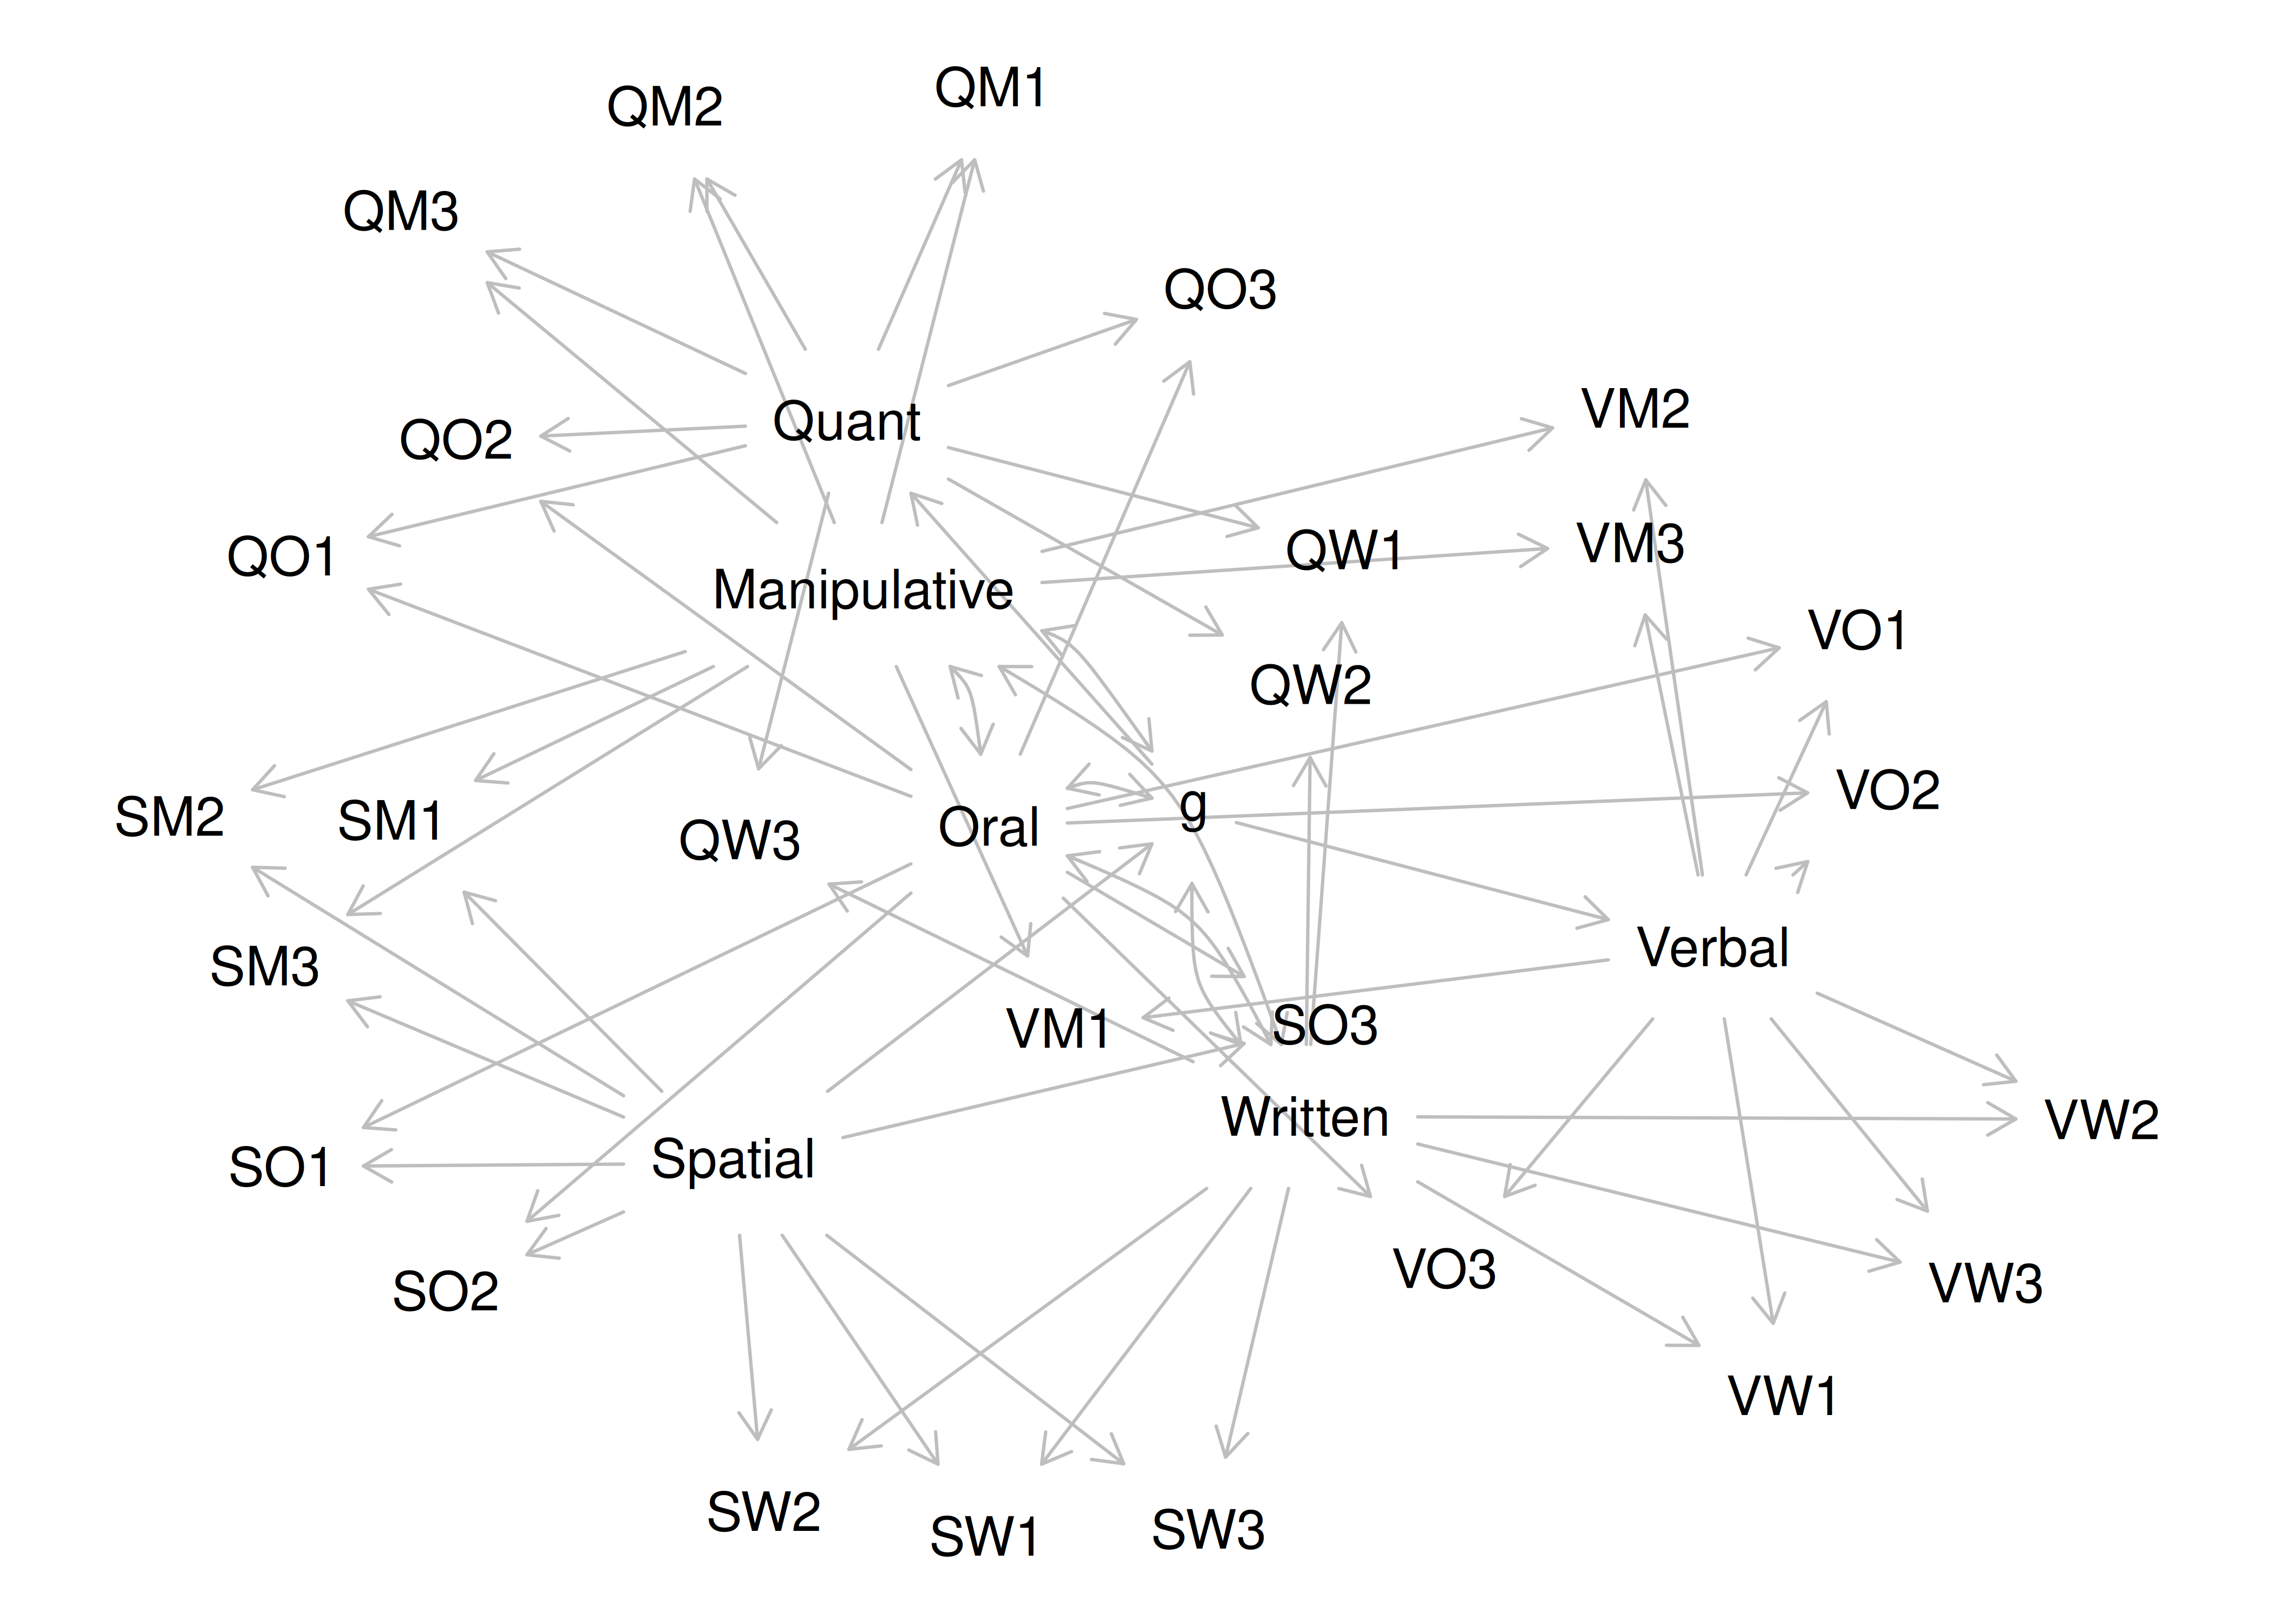 QM1
QM2
QM3
QO3
VM2
Quant
QO2
VM3
QW1
QO1
Manipulative
VO1
QW2
VO2
g
SM2
SM1
Oral
QW3
Verbal
SM3
SO3
VM1
Written
VW2
Spatial
SO1
VO3
VW3
SO2
VW1
SW2
SW3
SW1